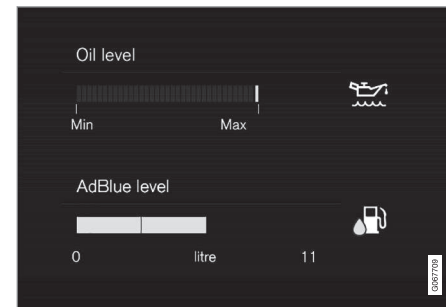 Oil level
Min Max
AdBlue level
0 litre 11
G067709